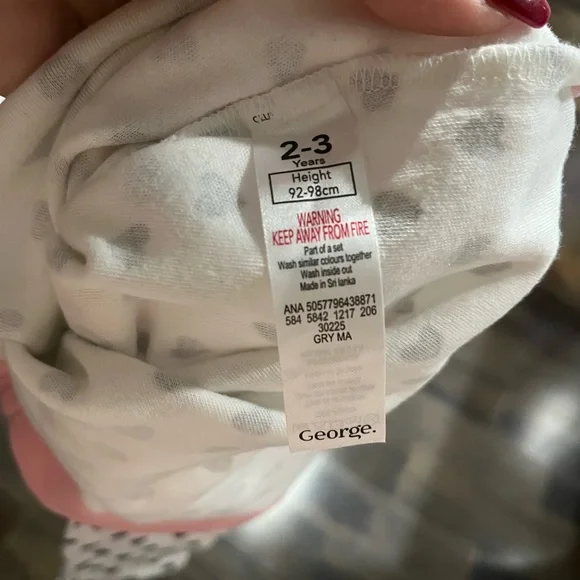 2-3
Years
Height
92-98cm
WARNING
KEEP AWAY FROM FIRE
Part of a set
Wash similar colours together
Wash inside out
Made in Sri lanka
ANA 5057796438871
584 5842 1217 206
30225
GRY MA
George.